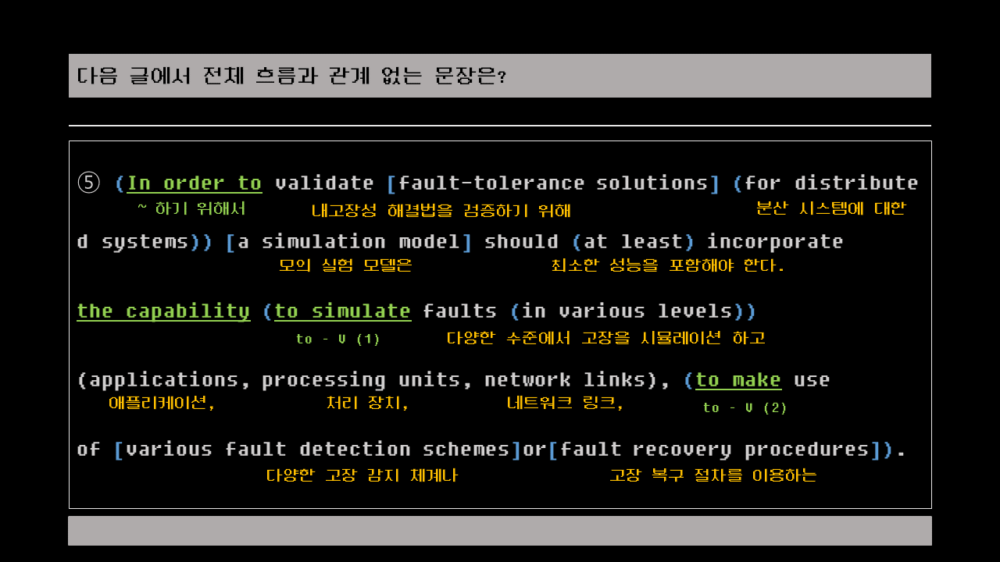 다음 글에서 전체 흐름과 관계 없는 문장은?
⑤ (In order to validate [fault-tolerance solutions] (for distribute
~ 하기 위해서 내고장성 해결법을 검증하기 위해 분산 시스템에 대한
d systems)) [a simulation model] should (at least) incorporate
모의 실험 모델은 최소한 성능을 포함해야 한다.
the capability (to simulate faults (in various levels))
to - V (1) 다양한 수준에서 고장을 시뮬레이션 하고
(applications, processing units, network links), (to make use
애플리케이션, 처리 장치, 네트워크 링크, to - V (2)
of [various fault detection schemes]or[fault recovery procedures]).
다양한 고장 감지 체계나 고장 복구 절차를 이용하는